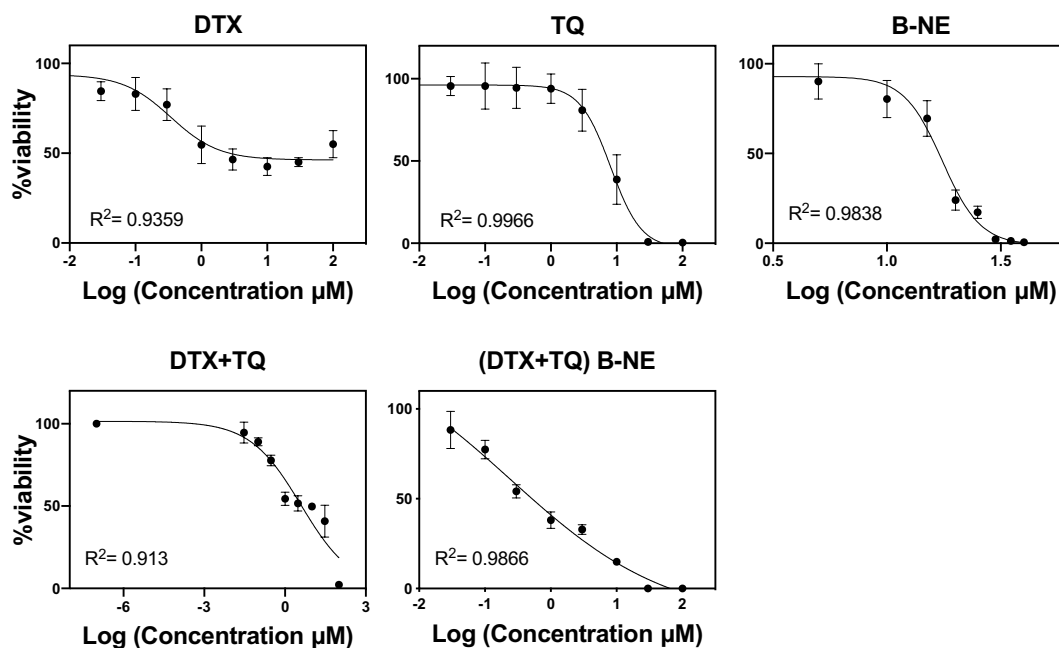 DTX
TQ
B-NE
%viability
100
50
0
R²= 0.9359
-2 -1 0 1 2
Log (Concentration µM)
100
50
0
R²= 0.9966
-2 -1 0 1 2
Log (Concentration µM)
100
50
0
R²= 0.9838
0.5 1.0 1.5
Log (Concentration µM)
DTX+TQ
(DTX+TQ) B-NE
%viability
100
50
0
R²= 0.913
-6 -3 0 3
Log (Concentration µM)
100
50
0
R²= 0.9866
-2 -1 0 1 2
Log (Concentration µM)